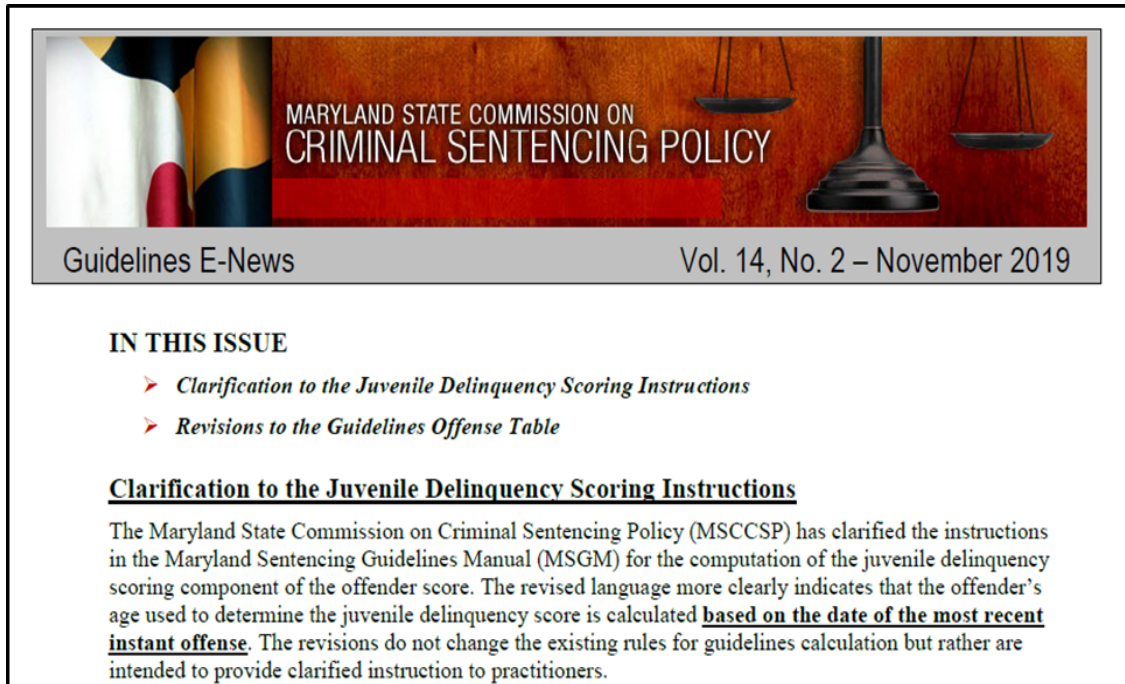 MARYLAND STATE COMMISSION ON
CRIMINAL SENTENCING POLICY
Guidelines E-News
Vol. 14, No. 2 – November 2019
IN THIS ISSUE
➤ Clarification to the Juvenile Delinquency Scoring Instructions
➤ Revisions to the Guidelines Offense Table
Clarification to the Juvenile Delinquency Scoring Instructions
The Maryland State Commission on Criminal Sentencing Policy (MSCCSP) has clarified the instructions
in the Maryland Sentencing Guidelines Manual (MSGM) for the computation of the juvenile delinquency
scoring component of the offender score. The revised language more clearly indicates that the offender’s
age used to determine the juvenile delinquency score is calculated based on the date of the most recent
instant offense. The revisions do not change the existing rules for guidelines calculation but rather are
intended to provide clarified instruction to practitioners.